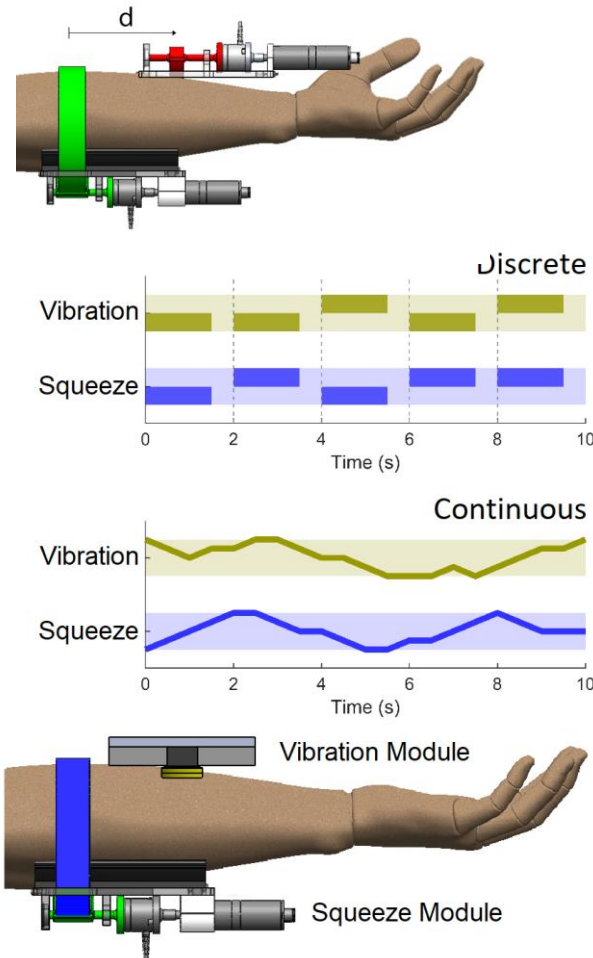 d
Discrete
Vibration
Squeeze
0 2 4 6 8 10
Time (s)
Continuous
Vibration
Squeeze
0 2 4 6 8 10
Time (s)
Vibration Module
Squeeze Module